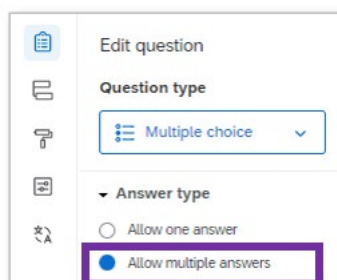 Edit question
Question type
Multiple choice
Answer type
Allow one answer
Allow multiple answers